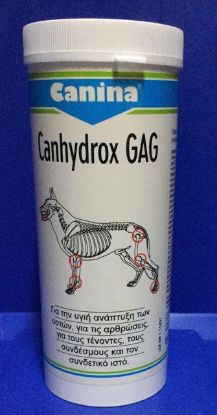 Canina®
Canhydrox GAG
Για την υγιή ανάπτυξη των
οστών, για τις αρθρώσεις,
για τους τένοντες, τους
συνδέσμους και τον
συνδετικό ιστό.